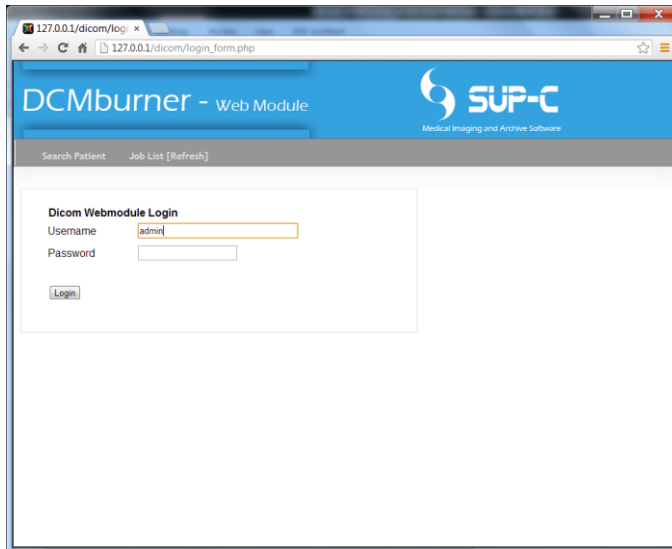 127.0.0.1/dicom/logi
127.0.0.1/dicom/login_form.php
DCMburner - Web Module
SUP-C
Medical Imaging and Archive Software
Search Patient Job List [Refresh]
Dicom Webmodule Login
Username admin
Password
Login